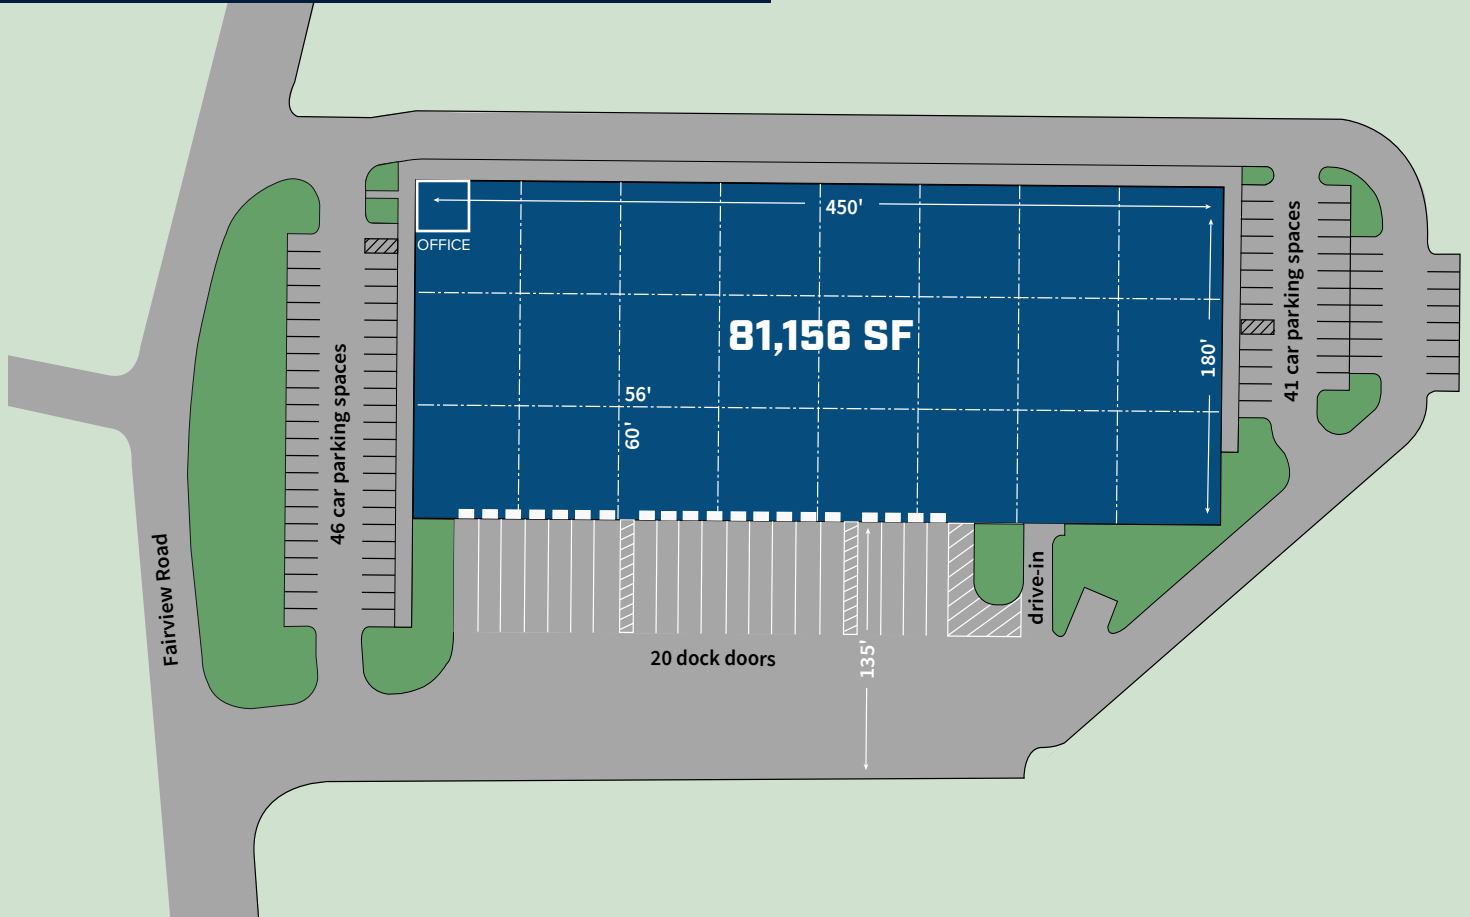 450'
OFFICE
81,156 SF
180'
41 car parking spaces
56'
60'
46 car parking spaces
Fairview Road
drive-in
20 dock doors
135'